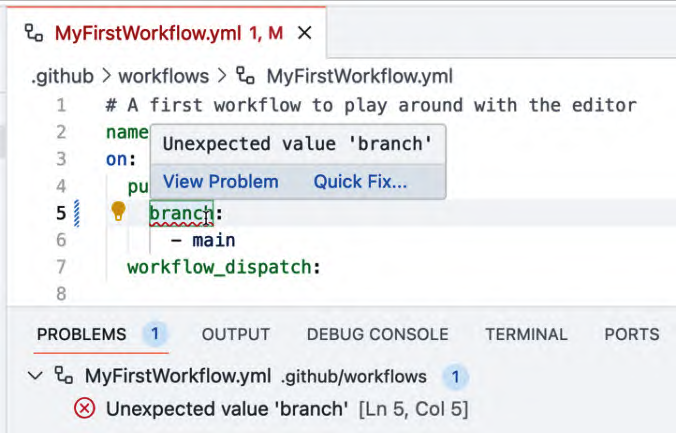 MyFirstWorkflow.yml 1, M
.github > workflows > MyFirstWorkflow.yml
1 # A first workflow to play around with the editor
2 name
Unexpected value 'branch'
3 on:
View Problem Quick Fix...
4 pu
5 branch:
6 - main
7 workflow_dispatch:
8
PROBLEMS 1 OUTPUT DEBUG CONSOLE TERMINAL PORTS
MyFirstWorkflow.yml .github/workflows 1
Unexpected value 'branch' [Ln 5, Col 5]